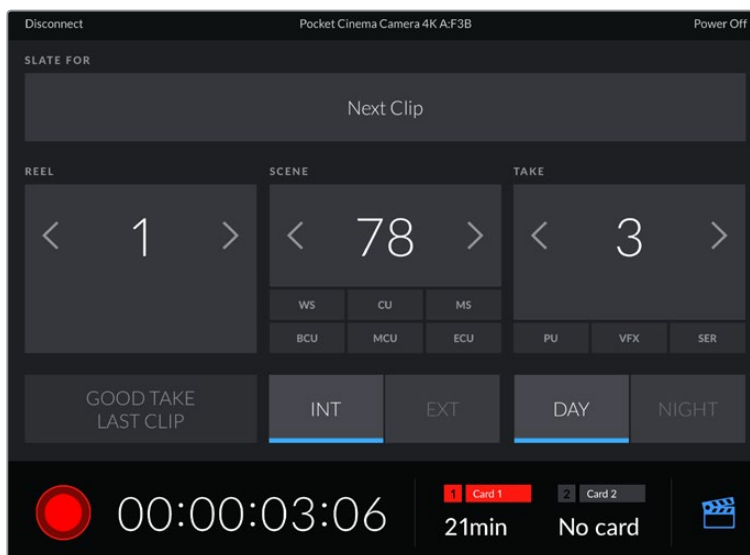 Disconnect Pocket Cinema Camera 4K A:F3B Power Off
SLATE FOR
Next Clip
REEL SCENE TAKE
< 1 > < 78 > < 3 >
WS CU MS
BCU MCU ECU PU VFX SER
GOOD TAKE
LAST CLIP
INT EXT DAY NIGHT
00:00:03:06
1 Card 1 2 Card 2
21min No card